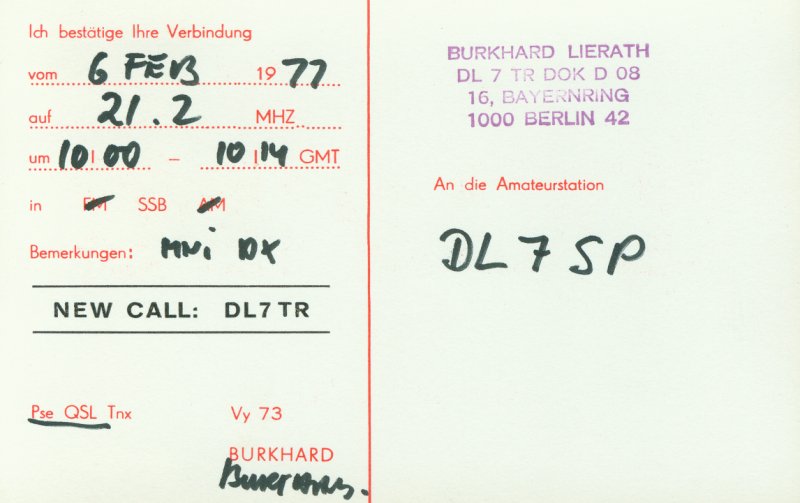 Ich bestätige Ihre Verbindung
vom 6 FEB 1977
auf 21.2 MHZ
um 10 00 – 10 14 GMT
in FM SSB AM
Bemerkungen: MNi DX
NEW CALL: DL7TR
Pse QSL Tnx Vy 73
BURKHARD
Burkhard.
BURKHARD LIERATH
DL 7 TR DOK D 08
16, BAYERNRING
1000 BERLIN 42
An die Amateurstation
DL 7 SP